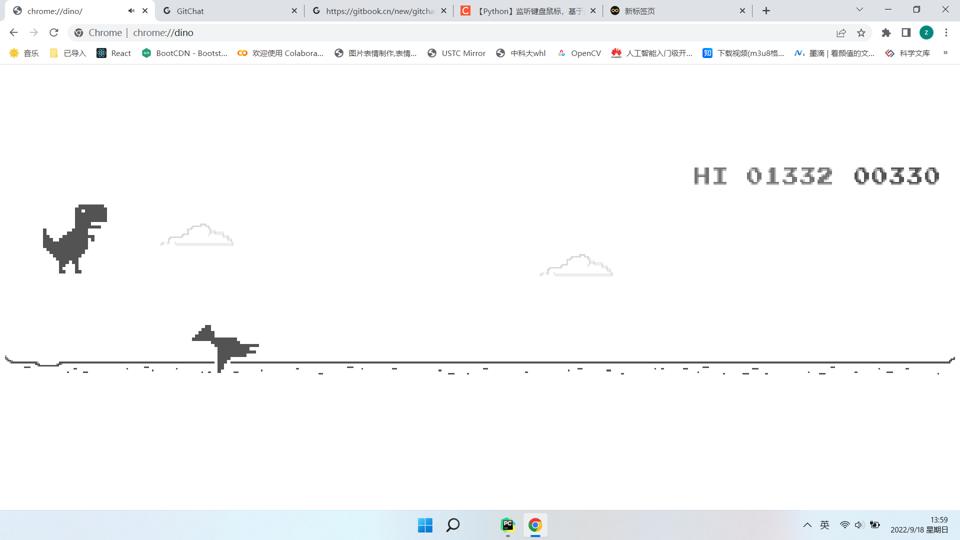 chrome://dino/
GitChat
https://gitbook.cn/new/gitcha
【Python】监听键盘鼠标，基于
新标签页
Chrome | chrome://dino
音乐
已导入
React
BootCDN - Bootst...
欢迎使用 Colabora...
图片表情制作,表情...
USTC Mirror
中科大whl
OpenCV
人工智能入门极开...
下载视频(m3u8格...
墨滴 | 看颜值的文...
科学文库
»
HI 01332 00330
英
13:59
2022/9/18 星期日